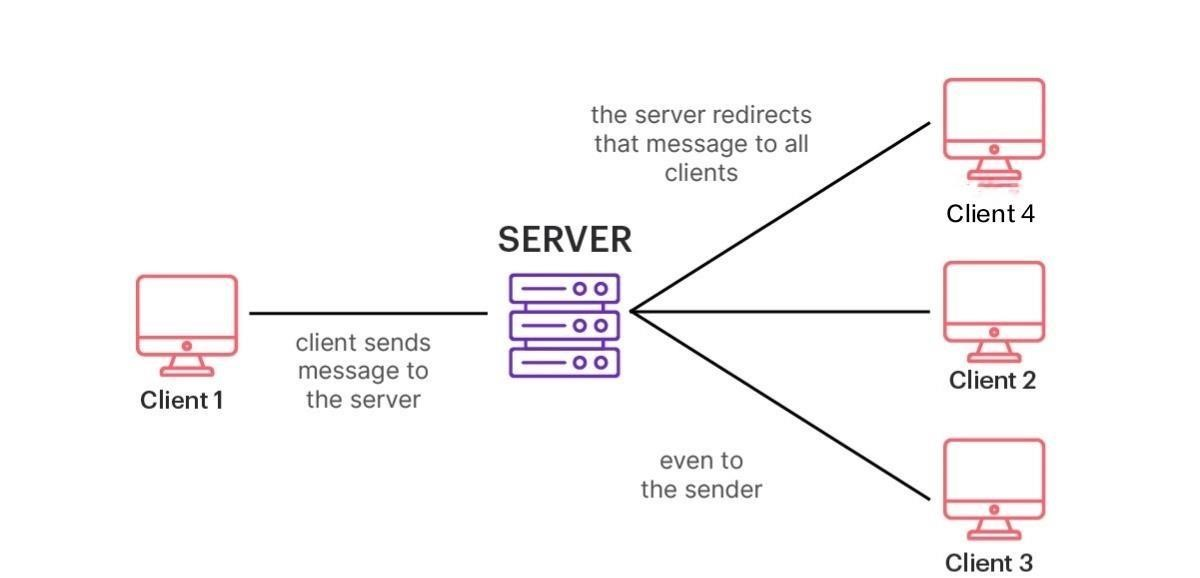 the server redirects
that message to all
clients
Client 4
SERVER
client sends
message to
the server
Client 1
Client 2
even to
the sender
Client 3